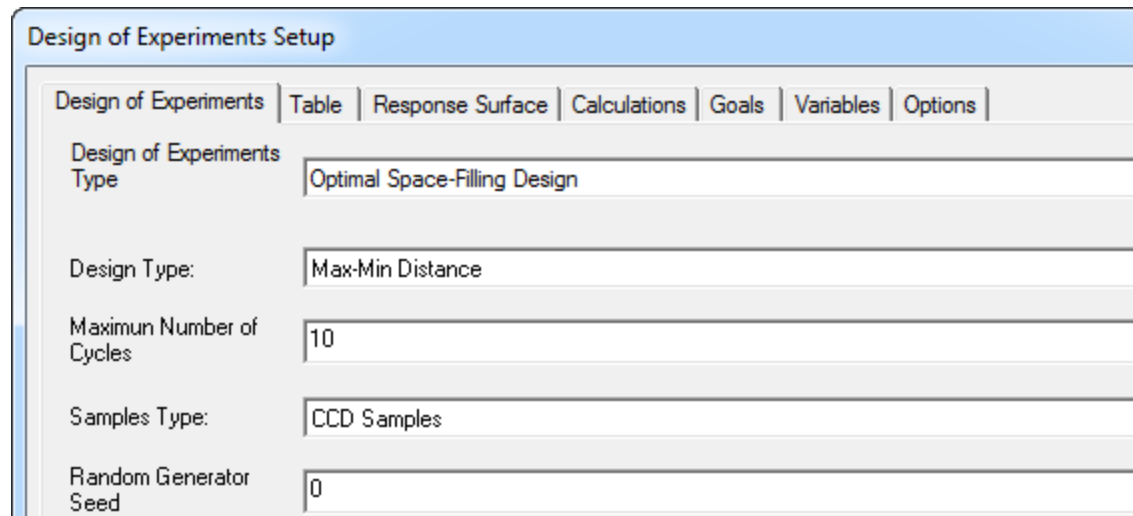 Design of Experiments Setup
Design of Experiments Table Response Surface Calculations Goals Variables Options
Design of Experiments
Type
Optimal Space-Filling Design
Design Type:
Max-Min Distance
Maximun Number of
Cycles
10
Samples Type:
CCD Samples
Random Generator
Seed
0